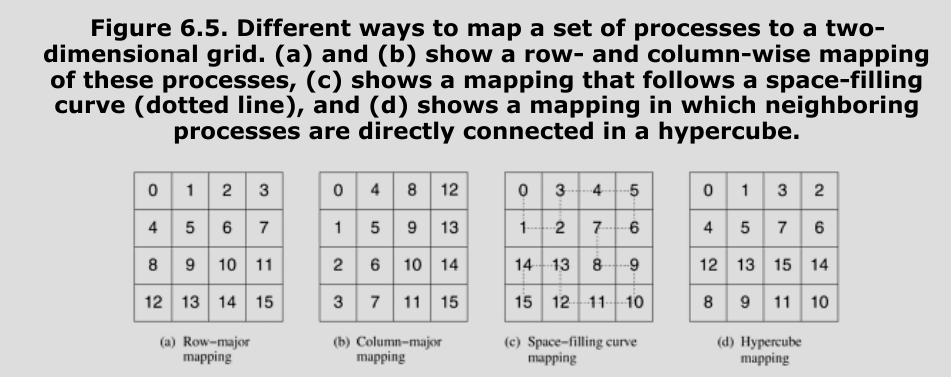 Figure 6.5. Different ways to map a set of processes to a two-
dimensional grid. (a) and (b) show a row- and column-wise mapping
of these processes, (c) shows a mapping that follows a space-filling
curve (dotted line), and (d) shows a mapping in which neighboring
processes are directly connected in a hypercube.
0 1 2 3
4 5 6 7
8 9 10 11
12 13 14 15
(a) Row–major
mapping
0 4 8 12
1 5 9 13
2 6 10 14
3 7 11 15
(b) Column–major
mapping
0 3 4 5
1 2 7 6
14 13 8 9
15 12 11 10
(c) Space–filling curve
mapping
0 1 3 2
4 5 7 6
12 13 15 14
8 9 11 10
(d) Hypercube
mapping